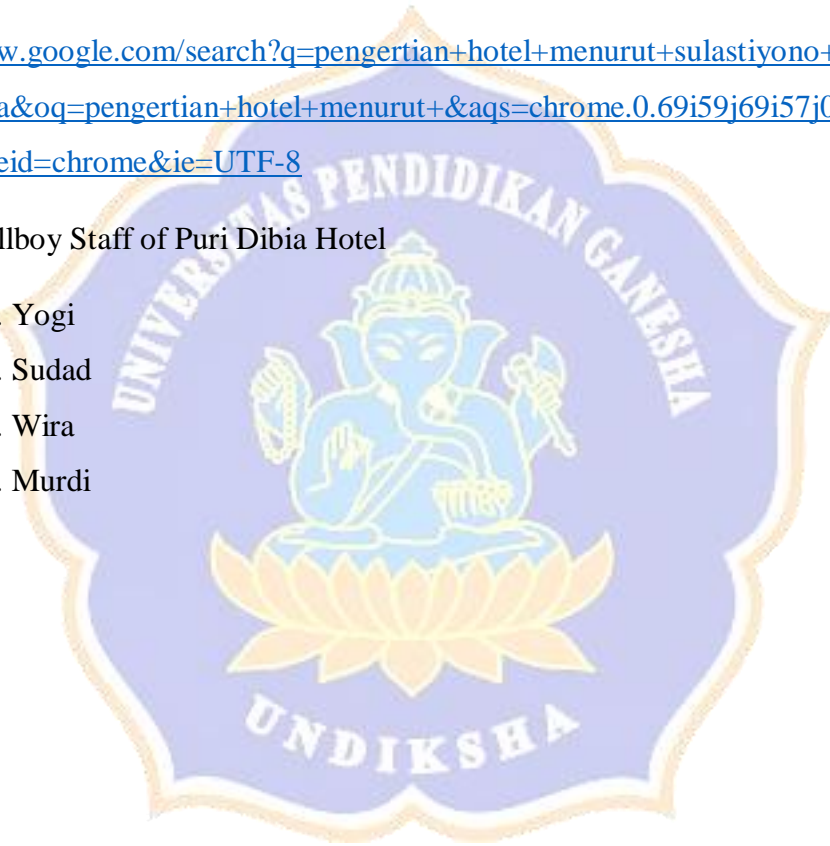 w.google.com/search?q=pengertian+hotel+menurut+sulastiyono+
a&oq=pengertian+hotel+menurut+&aqs=chrome.0.69i59j69i57j0
eid=chrome&ie=UTF-8
llboy Staff of Puri Dibia Hotel
. Yogi
. Sudad
. Wira
. Murdi
UNIVERSITAS PENDIDIKAN GANESHA
UNDIKSHA